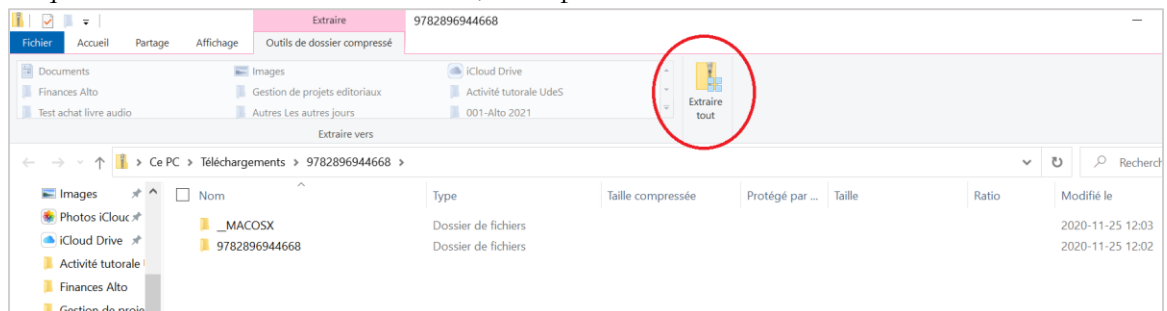 Extraire
9782896944668
Fichier Accueil Partage Affichage Outils de dossier compressé
Documents Images iCloud Drive
Finances Alto Gestion de projets editoriaux Activité tutorale UdeS
Test achat livre audio Autres Les autres jours 001-Alto 2021
Extraire tout
Extraire vers
Ce PC > Téléchargements > 9782896944668 >
Recherch
Images Nom Type Taille compressée Protégé par ... Taille Ratio Modifié le
Photos iClouc
__MACOSX Dossier de fichiers 2020-11-25 12:03
iCloud Drive
9782896944668 Dossier de fichiers 2020-11-25 12:02
Activité tutorale
Finances Alto